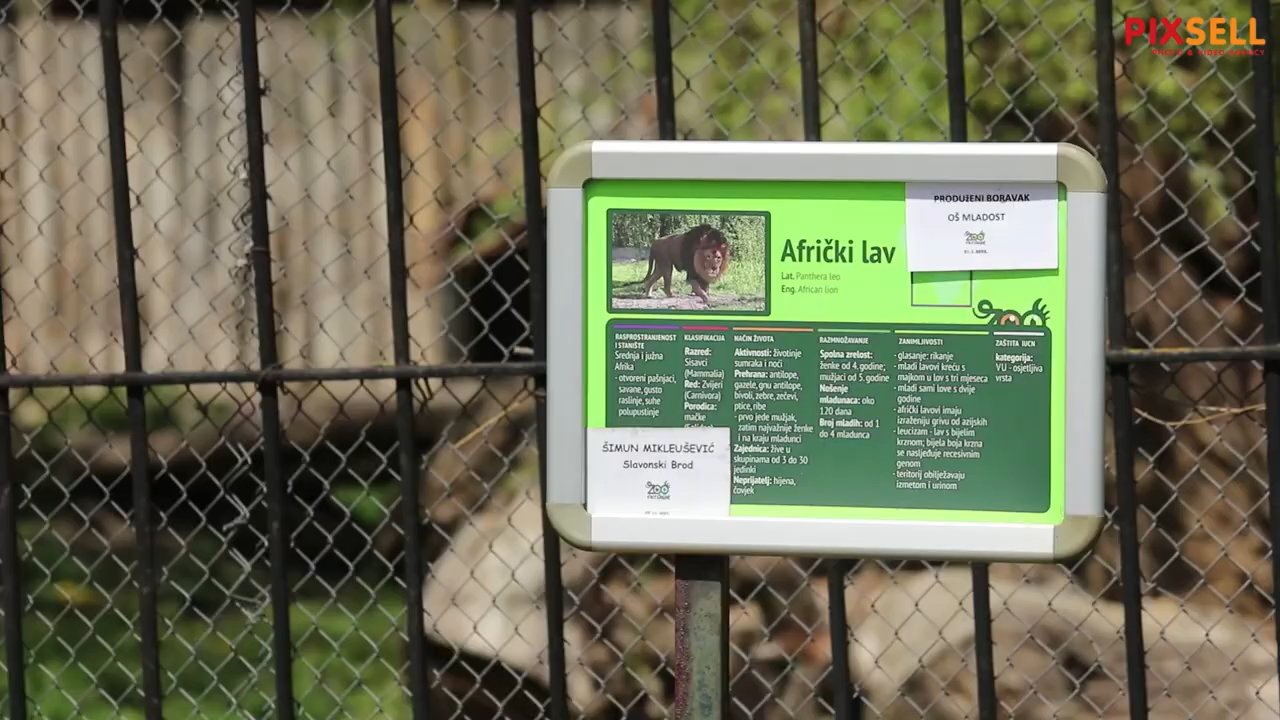 PIXSELL
PHOTO & VIDEO AGENCY
PRODUŽENI BORAVAK
OŠ MLADOST
ZOO
Afrički lav
Lat. Panthera leo
Eng. African lion
ZOO
RASPROSTRANJENOST
I STANIŠTE
Srednja i južna
Afrika
- otvoreni pašnjaci,
savane, gusto
raslinje, suhe
polupustinje
KLASIFIKACIJA
Razred:
Sisavci
(Mammalia)
Red: Zvijeri
(Carnivora)
Porodica:
mačke
NAČIN ŽIVOTA
Aktivnosti: životinje
sumraka i noći
Prehrana: antilope,
gazele, gnu antilope,
bivoli, zebre, zečevi,
ptice, ribe
- prvo jede mužjak,
zatim najvažnije ženke
i na kraju mladunci
Zajednica: žive u
skupinama od 3 do 30
jedinki
Neprijatelj: hijena,
čovjek
RAZMNOŽAVANJE
Spolna zrelost:
ženke od 4.godine;
mužjaci od 5.godine
Nošenje
mladunaca: oko
120 dana
Broj mladih: od 1
do 4 mladunca
ZANIMLJIVOSTI
- glasanje: rikanje
- mladi lavovi kreću s
majkom u lov s tri mjeseca
- mladi sami love s dvije
godine
- afrički lavovi imaju
izraženiju grivu od azijskih
- leucizam - lav s bijelim
krznom; bijela boja krzna
se nasljeđuje recesivnim
genom
- teritorij obilježavaju
izmetom i urinom
ZAŠTITA IUCN
kategorija:
VU - osjetljiva
vrsta
ŠIMUN MIKLEUŠEVIĆ
Slavonski Brod
ZOO